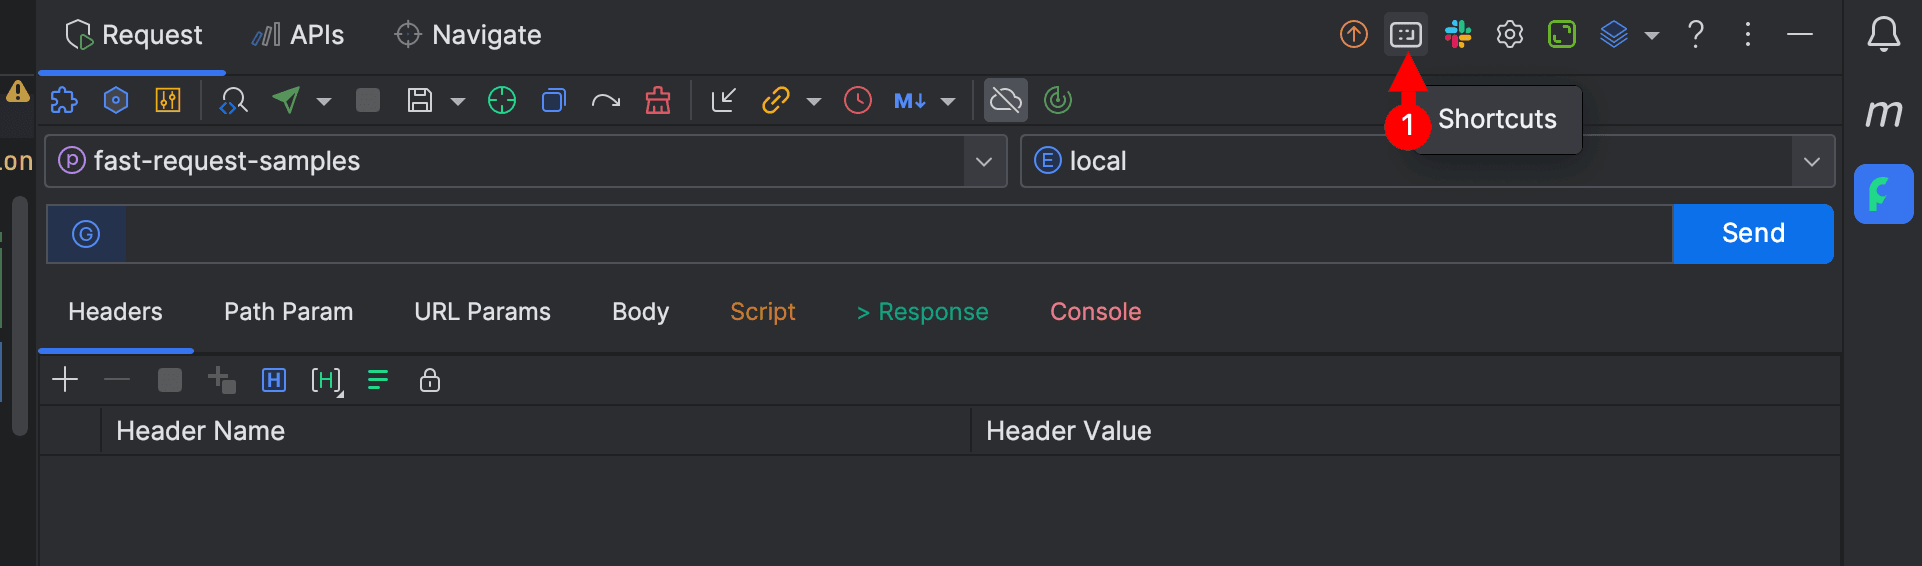 Request APIs Navigate
M↓
1 Shortcuts
on
p fast-request-samples E local
m
G Send
Headers Path Param URL Params Body Script > Response Console
H [H]
Header Name Header Value